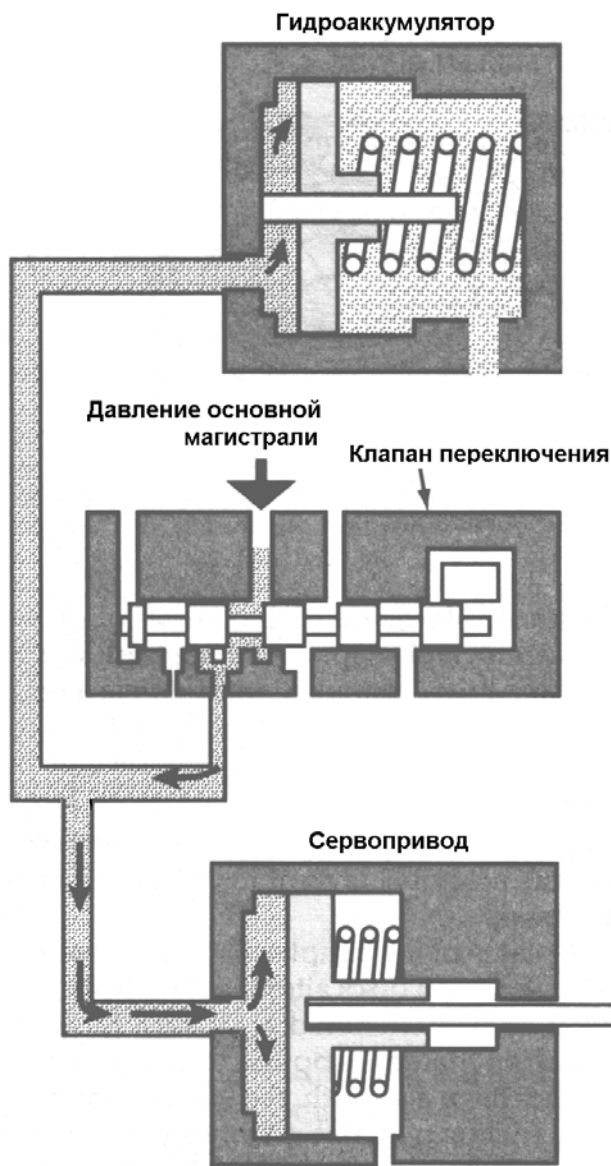 Гидроаккумулятор
Давление основной
магистрали
Клапан переключения
Сервопривод